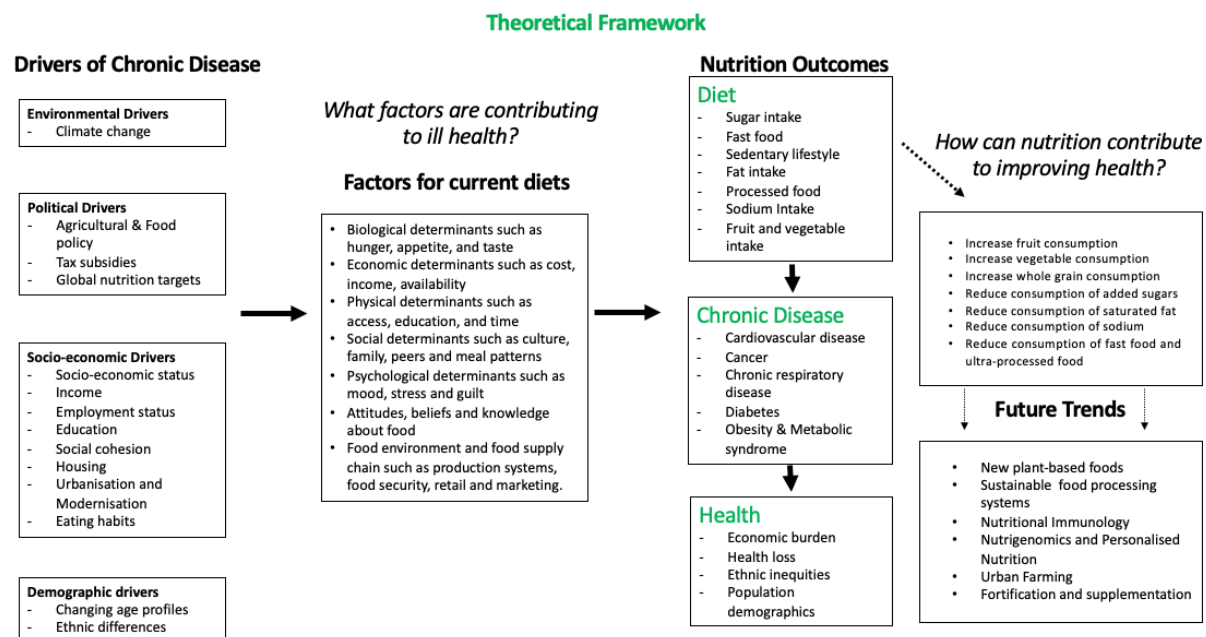 Theoretical Framework
Drivers of Chronic Disease
Environmental Drivers
- Climate change
Political Drivers
- Agricultural & Food
policy
- Tax subsidies
- Global nutrition targets
Socio-economic Drivers
- Socio-economic status
- Income
- Employment status
- Education
- Social cohesion
- Housing
- Urbanisation and
Modernisation
- Eating habits
Demographic drivers
- Changing age profiles
- Ethnic differences
What factors are contributing
to ill health?
Factors for current diets
• Biological determinants such as
hunger, appetite, and taste
• Economic determinants such as cost,
income, availability
• Physical determinants such as
access, education, and time
• Social determinants such as culture,
family, peers and meal patterns
• Psychological determinants such as
mood, stress and guilt
• Attitudes, beliefs and knowledge
about food
• Food environment and food supply
chain such as production systems,
food security, retail and marketing.
Nutrition Outcomes
Diet
- Sugar intake
- Fast food
- Sedentary lifestyle
- Fat intake
- Processed food
- Sodium Intake
- Fruit and vegetable
intake
Chronic Disease
- Cardiovascular disease
- Cancer
- Chronic respiratory
disease
- Diabetes
- Obesity & Metabolic
syndrome
Health
- Economic burden
- Health loss
- Ethnic inequities
- Population
demographics
How can nutrition contribute
to improving health?
• Increase fruit consumption
• Increase vegetable consumption
• Increase whole grain consumption
• Reduce consumption of added sugars
• Reduce consumption of saturated fat
• Reduce consumption of sodium
• Reduce consumption of fast food and
ultra-processed food
Future Trends
• New plant-based foods
• Sustainable food processing
systems
• Nutritional Immunology
• Nutrigenomics and Personalised
Nutrition
• Urban Farming
• Fortification and supplementation